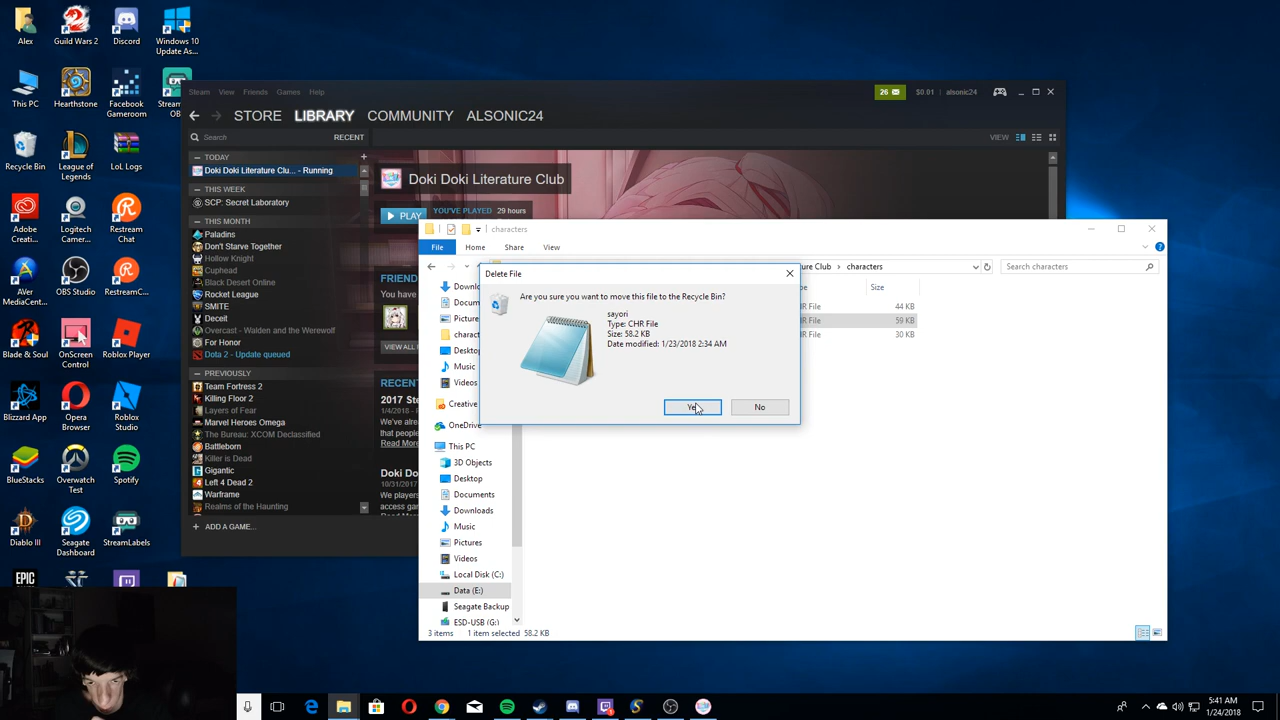 Alex
Guild Wars 2
Discord
Windows 10
Update As...
This PC
Hearthstone
Facebook
Gameroom
Stream
OB
Recycle Bin
League of
Legends
LoL Logs
Adobe
Creati...
Logitech
Camer...
Restream
Chat
AVer
MediaCent...
OBS Studio
RestreamC...
Blade & Soul
OnScreen
Control
Roblox Player
Blizzard App
Opera
Browser
Roblox
Studio
BlueStacks
Overwatch
Test
Spotify
Diablo III
Seagate
Dashboard
StreamLabels
EPIC
Steam View Friends Games Help
26 $0.01 alsonic24
STORE LIBRARY COMMUNITY ALSONIC24
Search RECENT VIEW
TODAY
Doki Doki Literature Clu... - Running
THIS WEEK
SCP: Secret Laboratory
THIS MONTH
Paladins
Don't Starve Together
Hollow Knight
Cuphead
Black Desert Online
Rocket League
SMITE
Deceit
Overcast - Walden and the Werewolf
For Honor
Dota 2 - Update queued
PREVIOUSLY
Team Fortress 2
Killing Floor 2
Layers of Fear
Marvel Heroes Omega
The Bureau: XCOM Declassified
Battleborn
Killer is Dead
Gigantic
Left 4 Dead 2
Warframe
Realms of the Haunting
+ ADD A GAME...
Doki Doki Literature Club
PLAY YOU'VE PLAYED 29 hours
FRIEND
You have
VIEW ALL
RECENT
2017 Ste
1/4/2018 -
We've alr
that peopl
Read More
Doki Do
10/31/2017
We players
access gam
Read Mor
characters
File Home Share View
ure Club characters Search characters
pe Size
HR File 44 KB
HR File 59 KB
HR File 30 KB
Downlo
Docum
Picture
charact
Desktop
Music
Videos
Creative
OneDrive
This PC
3D Objects
Desktop
Documents
Downloads
Music
Pictures
Videos
Local Disk (C:)
Data (E:)
Seagate Backup
ESD-USB (G:)
3 items 1 item selected 58.2 KB
Delete File
Are you sure you want to move this file to the Recycle Bin?
sayori
Type: CHR File
Size: 58.2 KB
Date modified: 1/23/2018 2:34 AM
Yes No
5:41 AM
1/24/2018